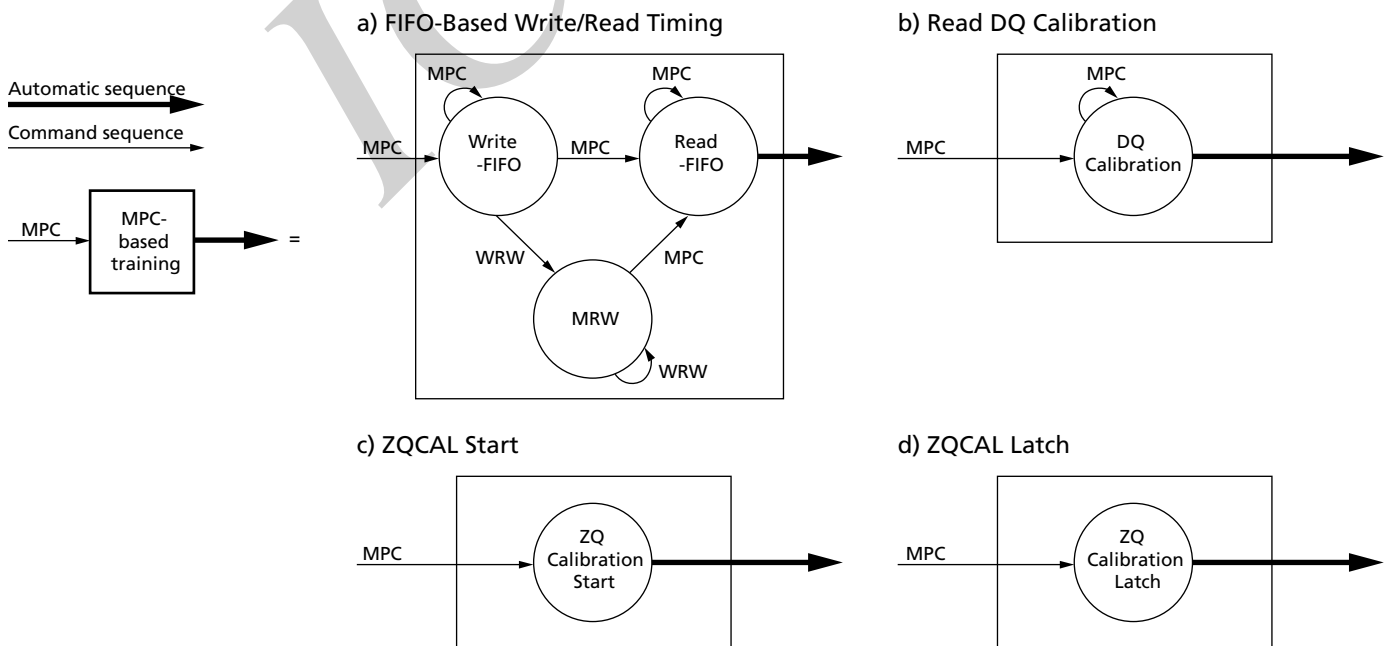 a) FIFO-Based Write/Read Timing
b) Read DQ Calibration
Automatic sequence
Command sequence
MPC
MPC-
based
training
=
MPC
MPC
MPC
Write
-FIFO
MPC
Read
-FIFO
WRW
MPC
MRW
WRW
MPC
MPC
DQ
Calibration
c) ZQCAL Start
d) ZQCAL Latch
MPC
ZQ
Calibration
Start
MPC
ZQ
Calibration
Latch